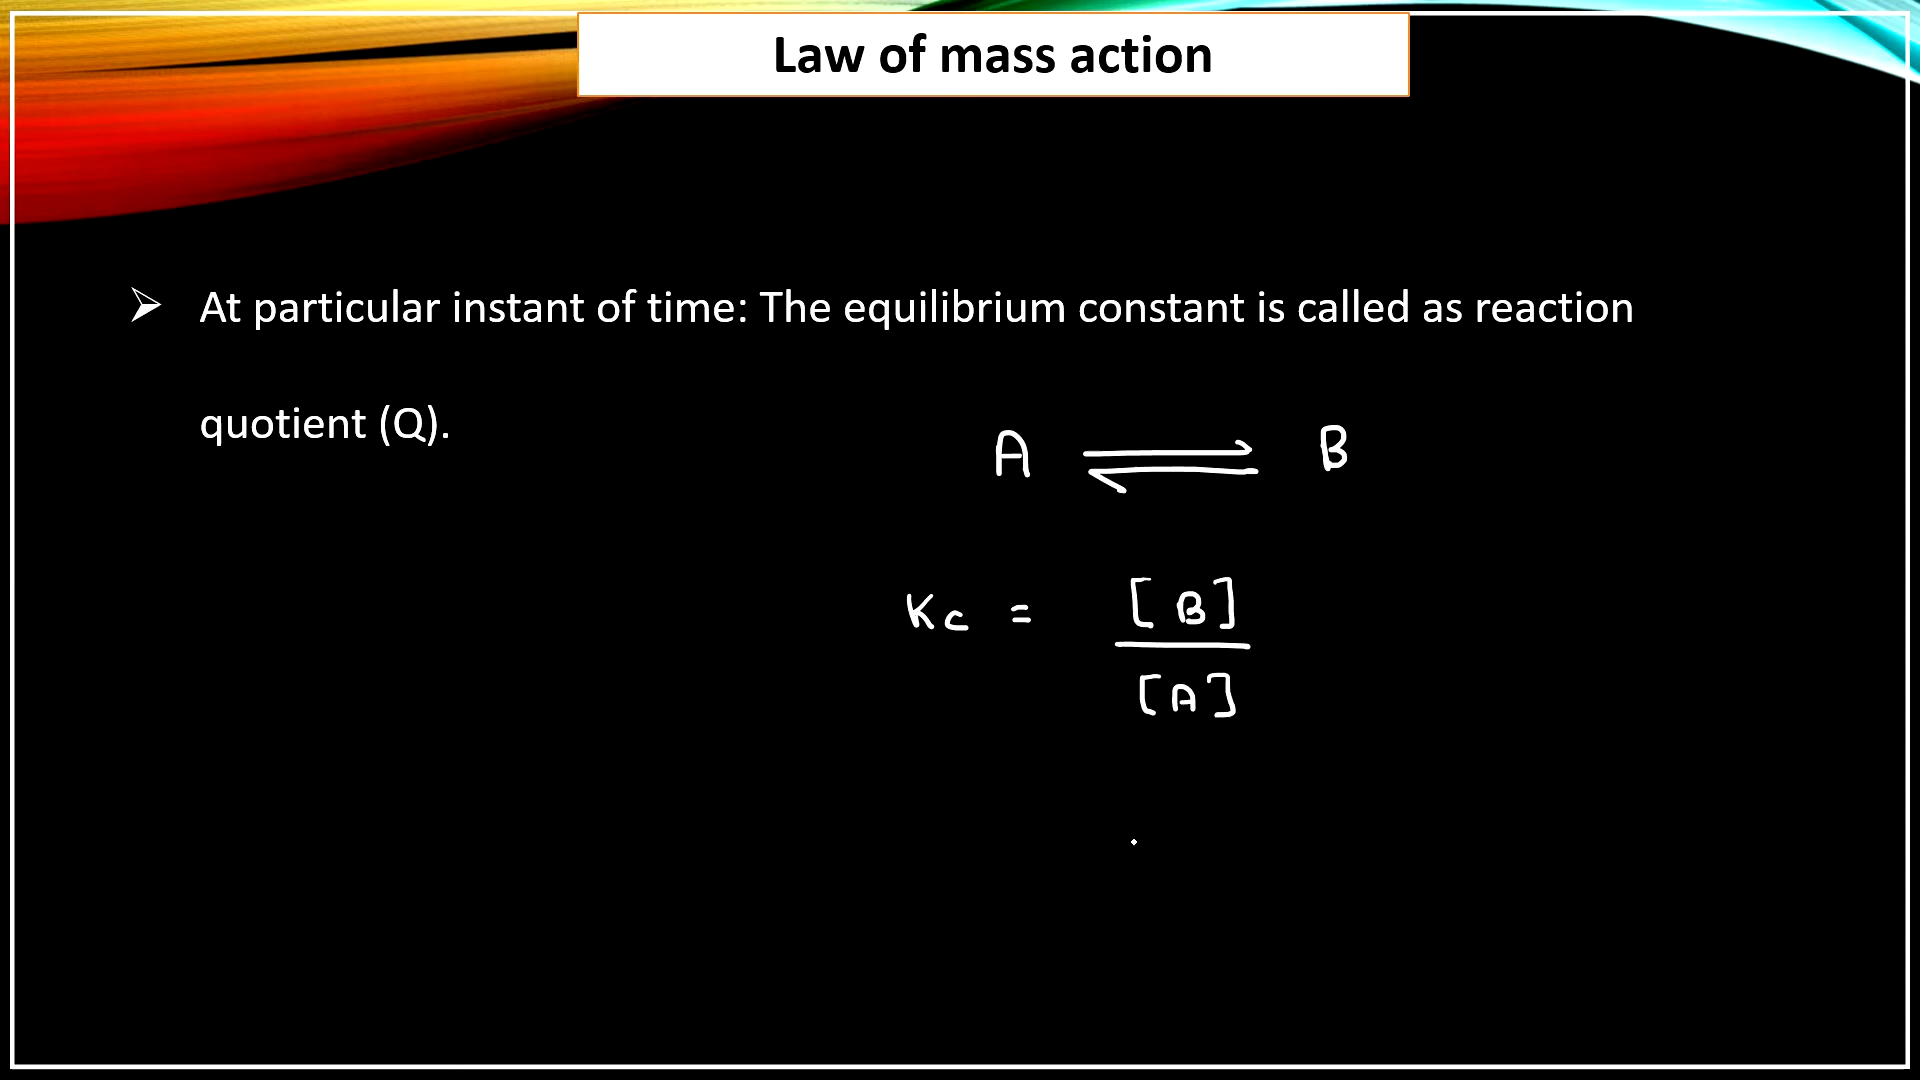 Law of mass action
➢ At particular instant of time: The equilibrium constant is called as reaction
quotient (Q).
A ⇌ B
Kc = [B]
[A]